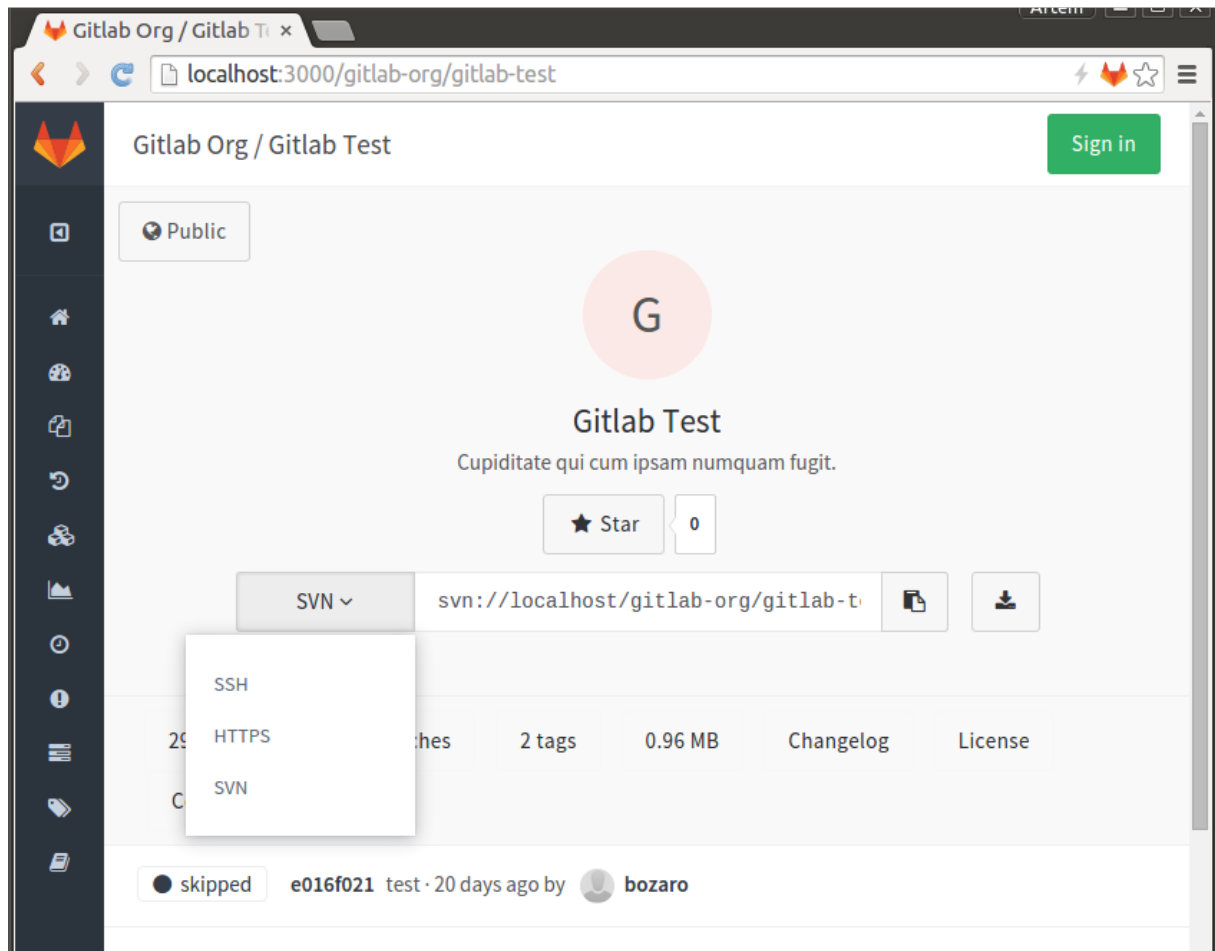 Artem
Gitlab Org / Gitlab
localhost:3000/gitlab-org/gitlab-test
Gitlab Org / Gitlab Test
Sign in
Public
G
Gitlab Test
Cupiditate qui cum ipsam numquam fugit.
Star 0
SVN svn://localhost/gitlab-org/gitlab-t
SSH
HTTPS
SVN
2 tags 0.96 MB Changelog License
skipped e016f021 test · 20 days ago by bozaro